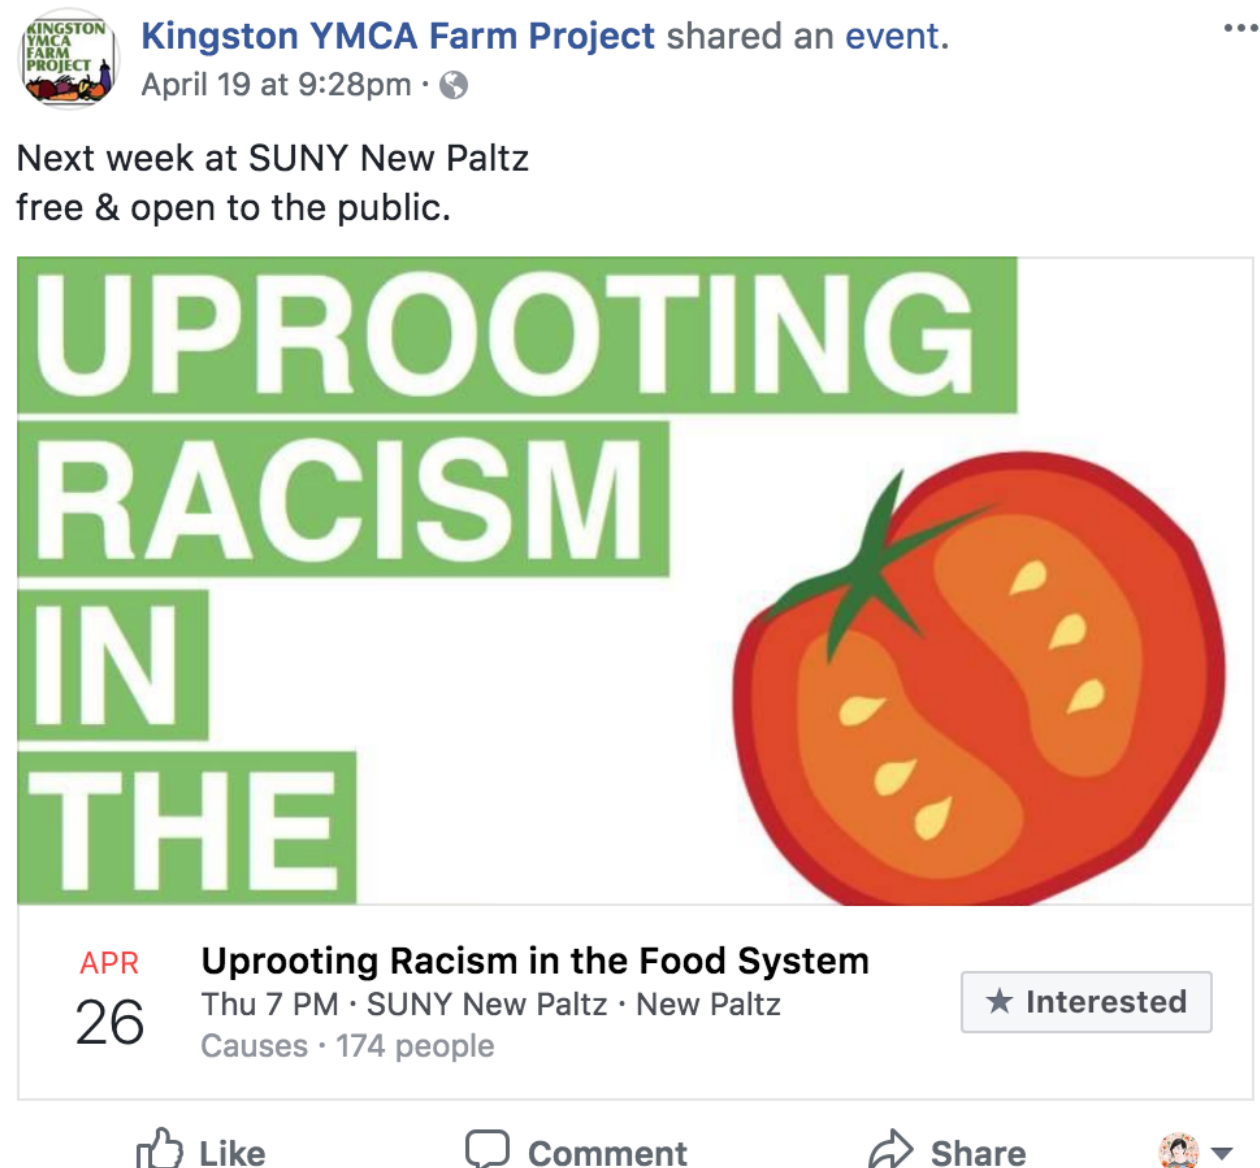 KINGSTON
YMCA
FARM
PROJECT
Kingston YMCA Farm Project shared an event.
April 19 at 9:28pm ·
Next week at SUNY New Paltz
free & open to the public.
UPROOTING
RACISM
IN
THE
APR
26
Uprooting Racism in the Food System
Thu 7 PM · SUNY New Paltz · New Paltz
Causes · 174 people
★ Interested
Like Comment Share